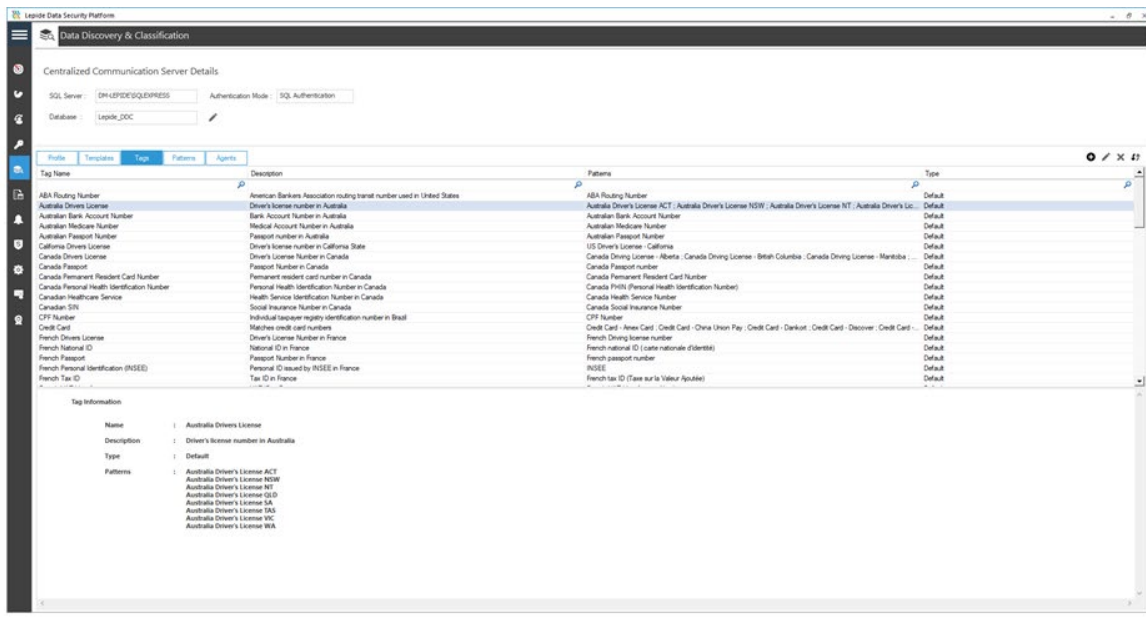 Lepide Data Security Platform
Data Discovery & Classification
Centralized Communication Server Details
SQL Server : DM-LEPIDE\SQLEXPRESS Authentication Mode : SQL Authentication
Database : Lepide_DDC
Profile Templates Tags Patterns Agents
Tag Name Description Patterns Type
ABA Routing Number American Bankers Association routing transit number used in United States ABA Routing Number Default
Australia Drivers License Driver's license number in Australia Australia Driver's License ACT ; Australia Driver's License NSW ; Australia Driver's License NT ; Australia Driver's Lic... Default
Australian Bank Account Number Bank Account Number in Australia Australian Bank Account Number Default
Australian Medicare Number Medical Account Number in Australia Australian Medicare Number Default
Australian Passport Number Passport number in Australia Australian Passport Number Default
California Drivers License Driver's license number in California State US Driver's License - California Default
Canada Drivers License Driver's License Number in Canada Canada Driving License - Alberta ; Canada Driving License - British Columbia ; Canada Driving License - Manitoba ; ... Default
Canada Passport Passport Number in Canada Canada Passport number Default
Canada Permanent Resident Card Number Permanent resident card number in Canada Canada Permanent Resident Card Number Default
Canada Personal Health Identification Number Personal Health Identification Number in Canada Canada PHIN (Personal Health Identification Number) Default
Canadian Healthcare Service Health Service Identification Number in Canada Canada Health Service Number Default
Canadian SIN Social Insurance Number in Canada Canada Social Insurance Number Default
CPF Number Individual taxpayer registry identification number in Brazil CPF Number Default
Credit Card Matches credit card numbers Credit Card - Amex Card ; Credit Card - China Union Pay ; Credit Card - Dankort ; Credit Card - Discover ; Credit Card -... Default
French Drivers License Driver's License Number in France French Driving license number Default
French National ID National ID in France French national ID ( carte nationale d'identité) Default
French Passport Passport Number in France French passport number Default
French Personal Identification (INSEE) Personal ID issued by INSEE in France INSEE Default
French Tax ID Tax ID in France French tax ID (Taxe sur la Valeur Ajoutée) Default
Tag Information
Name : Australia Drivers License
Description : Driver's license number in Australia
Type : Default
Patterns : Australia Driver's License ACT
Australia Driver's License NSW
Australia Driver's License NT
Australia Driver's License QLD
Australia Driver's License SA
Australia Driver's License TAS
Australia Driver's License VIC
Australia Driver's License WA